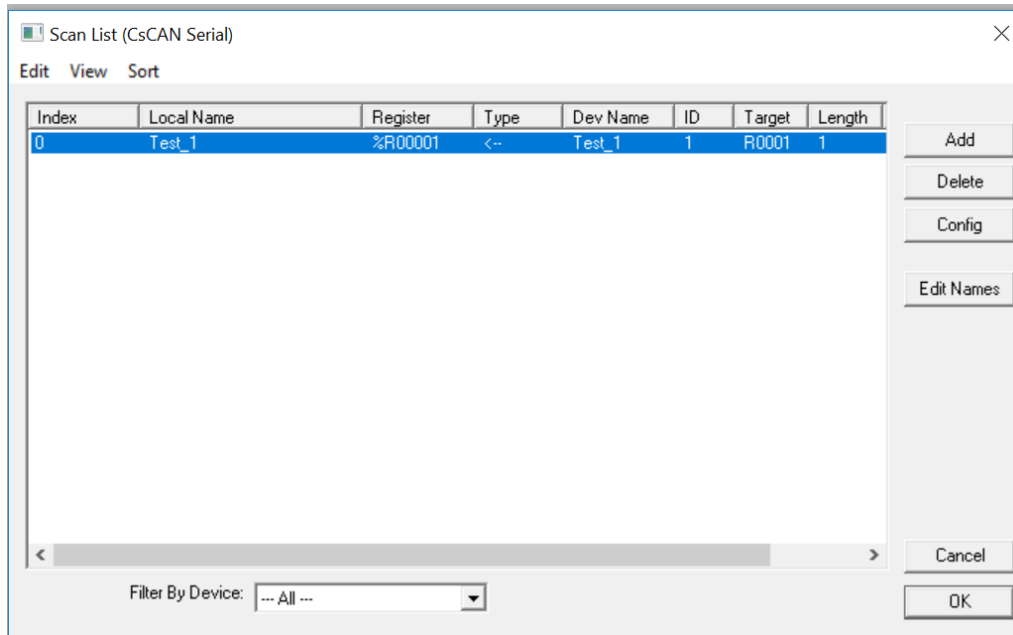 Scan List (CsCAN Serial)
Edit View Sort
Index Local Name Register Type Dev Name ID Target Length
0 Test_1 %R00001 <-- Test_1 1 R0001 1
Add
Delete
Config
Edit Names
Cancel
Filter By Device: --- All ---
OK